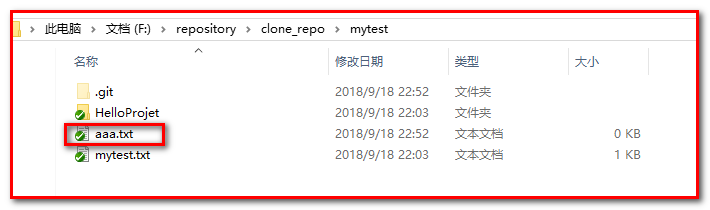 此电脑 > 文档 (F:) > repository > clone_repo > mytest
名称 修改日期 类型 大小
.git 2018/9/18 22:52 文件夹
HelloProjet 2018/9/18 22:03 文件夹
aaa.txt 2018/9/18 22:52 文本文档 0 KB
mytest.txt 2018/9/18 22:03 文本文档 1 KB